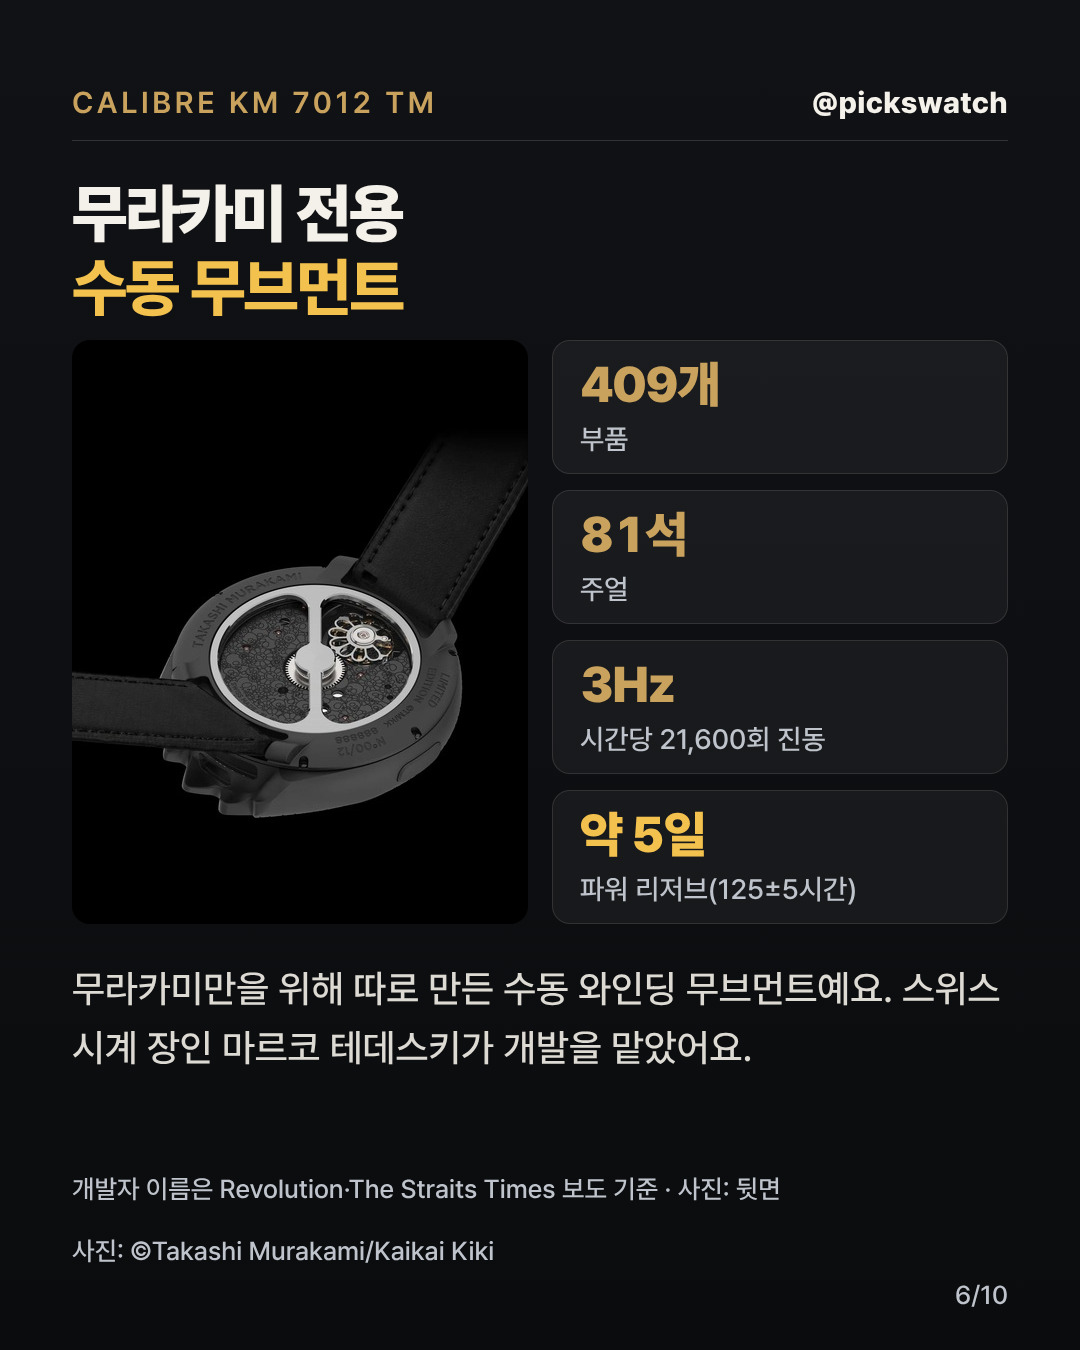 CALIBRE KM 7012 TM
@pickswatch
무라카미 전용
수동 무브먼트
TAKASHI MURAKAMI
N°00/12
409개
부품
81석
주얼
3Hz
시간당 21,600회 진동
약 5일
파워 리저브(125±5시간)
무라카미만을 위해 따로 만든 수동 와인딩 무브먼트예요. 스위스
시계 장인 마르코 테데스키가 개발을 맡았어요.
개발자 이름은 Revolution·The Straits Times 보도 기준 · 사진: 뒷면
사진: ©Takashi Murakami/Kaikai Kiki
6/10